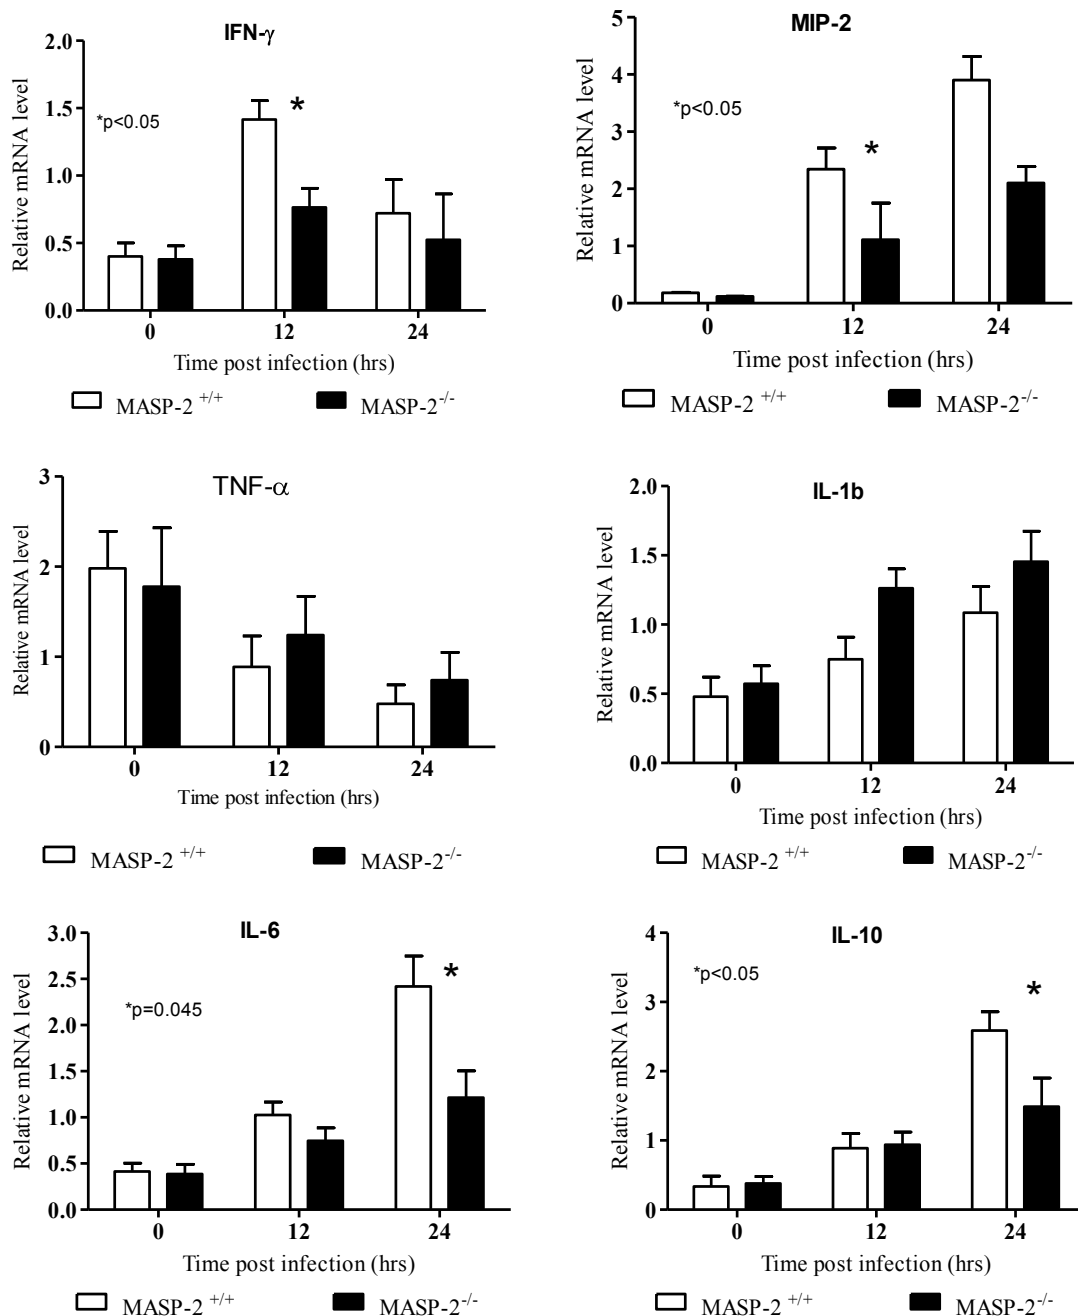 IFN-γ
Relative mRNA level
2.0
1.5
1.0
0.5
0.0
*p<0.05
*
0 12 24
Time post infection (hrs)
MASP-2 +/+ MASP-2-/-
MIP-2
Relative mRNA level
5
4
3
2
1
0
*p<0.05
*
0 12 24
Time post infection (hrs)
MASP-2 +/+ MASP-2-/-
TNF-α
Relative mRNA level
3
2
1
0
0 12 24
Time post infection (hrs)
MASP-2 +/+ MASP-2-/-
IL-1b
Relative mRNA level
2.0
1.5
1.0
0.5
0.0
0 12 24
Time post infection (hrs)
MASP-2 +/+ MASP-2-/-
IL-6
Relative mRNA level
3.0
2.5
2.0
1.5
1.0
0.5
0.0
*p=0.045
*
0 12 24
Time post infection (hrs)
MASP-2 +/+ MASP-2-/-
IL-10
Relative mRNA level
4
3
2
1
0
*p<0.05
*
0 12 24
Time post infection (hrs)
MASP-2 +/+ MASP-2-/-